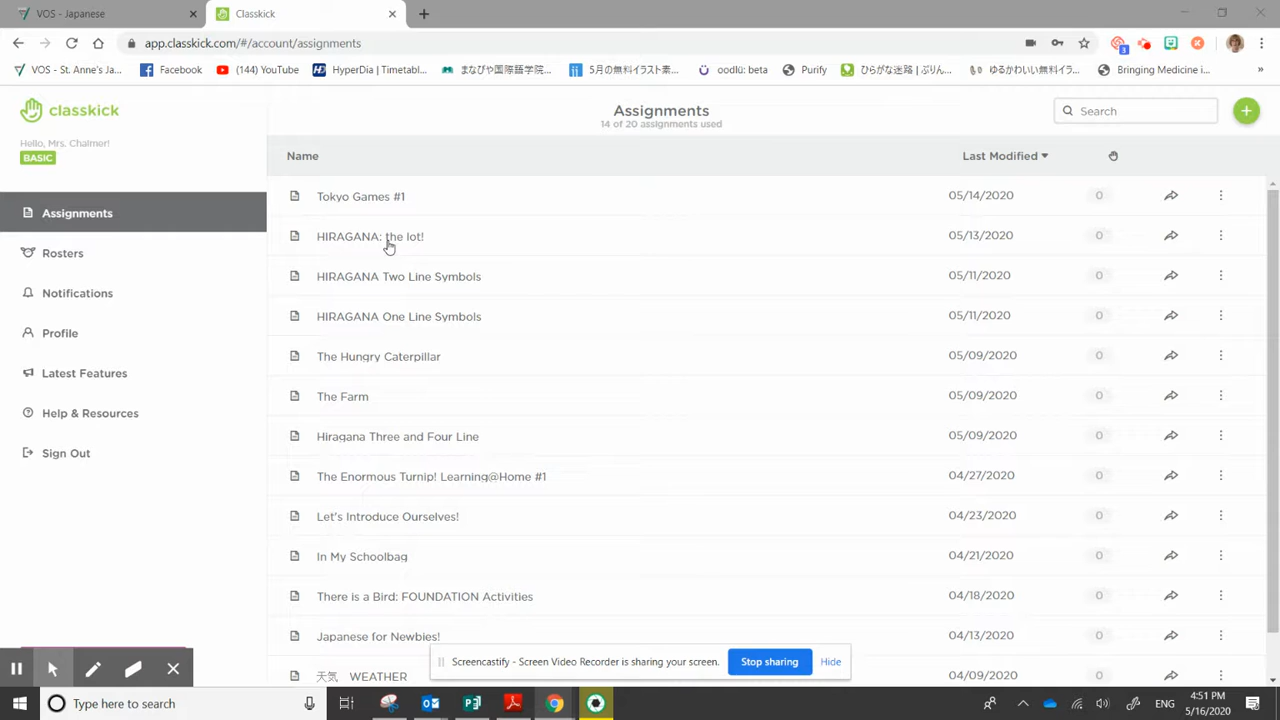 VOS - Japanese
Classkick
app.classkick.com/#/account/assignments
3
VOS - St. Anne's Ja...
Facebook
(144) YouTube
HyperDia | Timetabl...
まなびや国際語学院...
5月の無料イラスト素...
oodlü: beta
Purify
ひらがな迷路 | ぷりん...
ゆるかわいい無料イラ...
Bringing Medicine i...
»
classkick
Hello, Mrs. Chalmer!
BASIC
Assignments
14 of 20 assignments used
Search
Name
Last Modified
Assignments
Rosters
Notifications
Profile
Latest Features
Help & Resources
Sign Out
Tokyo Games #1 05/14/2020 0
HIRAGANA: the lot! 05/13/2020 0
HIRAGANA Two Line Symbols 05/11/2020 0
HIRAGANA One Line Symbols 05/11/2020 0
The Hungry Caterpillar 05/09/2020 0
The Farm 05/09/2020 0
Hiragana Three and Four Line 05/09/2020 0
The Enormous Turnip! Learning@Home #1 04/27/2020 0
Let's Introduce Ourselves! 04/23/2020 0
In My Schoolbag 04/21/2020 0
There is a Bird: FOUNDATION Activities 04/18/2020 0
Japanese for Newbies! 04/13/2020 0
天気 WEATHER 04/09/2020 0
Screencastify - Screen Video Recorder is sharing your screen.
Stop sharing
Hide
Type here to search
ENG
4:51 PM
5/16/2020